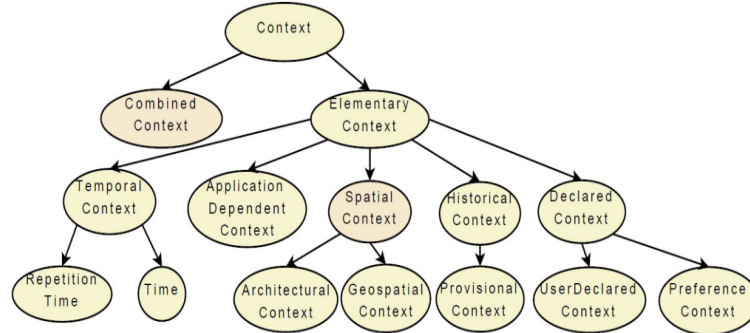 Context
Combined
Context
Elementary
Context
Temporal
Context
Application
Dependent
Context
Spatial
Context
Historical
Context
Declared
Context
Repetition
Time
Time
Architectural
Context
Geospatial
Context
Provisional
Context
UserDeclared
Context
Preference
Context